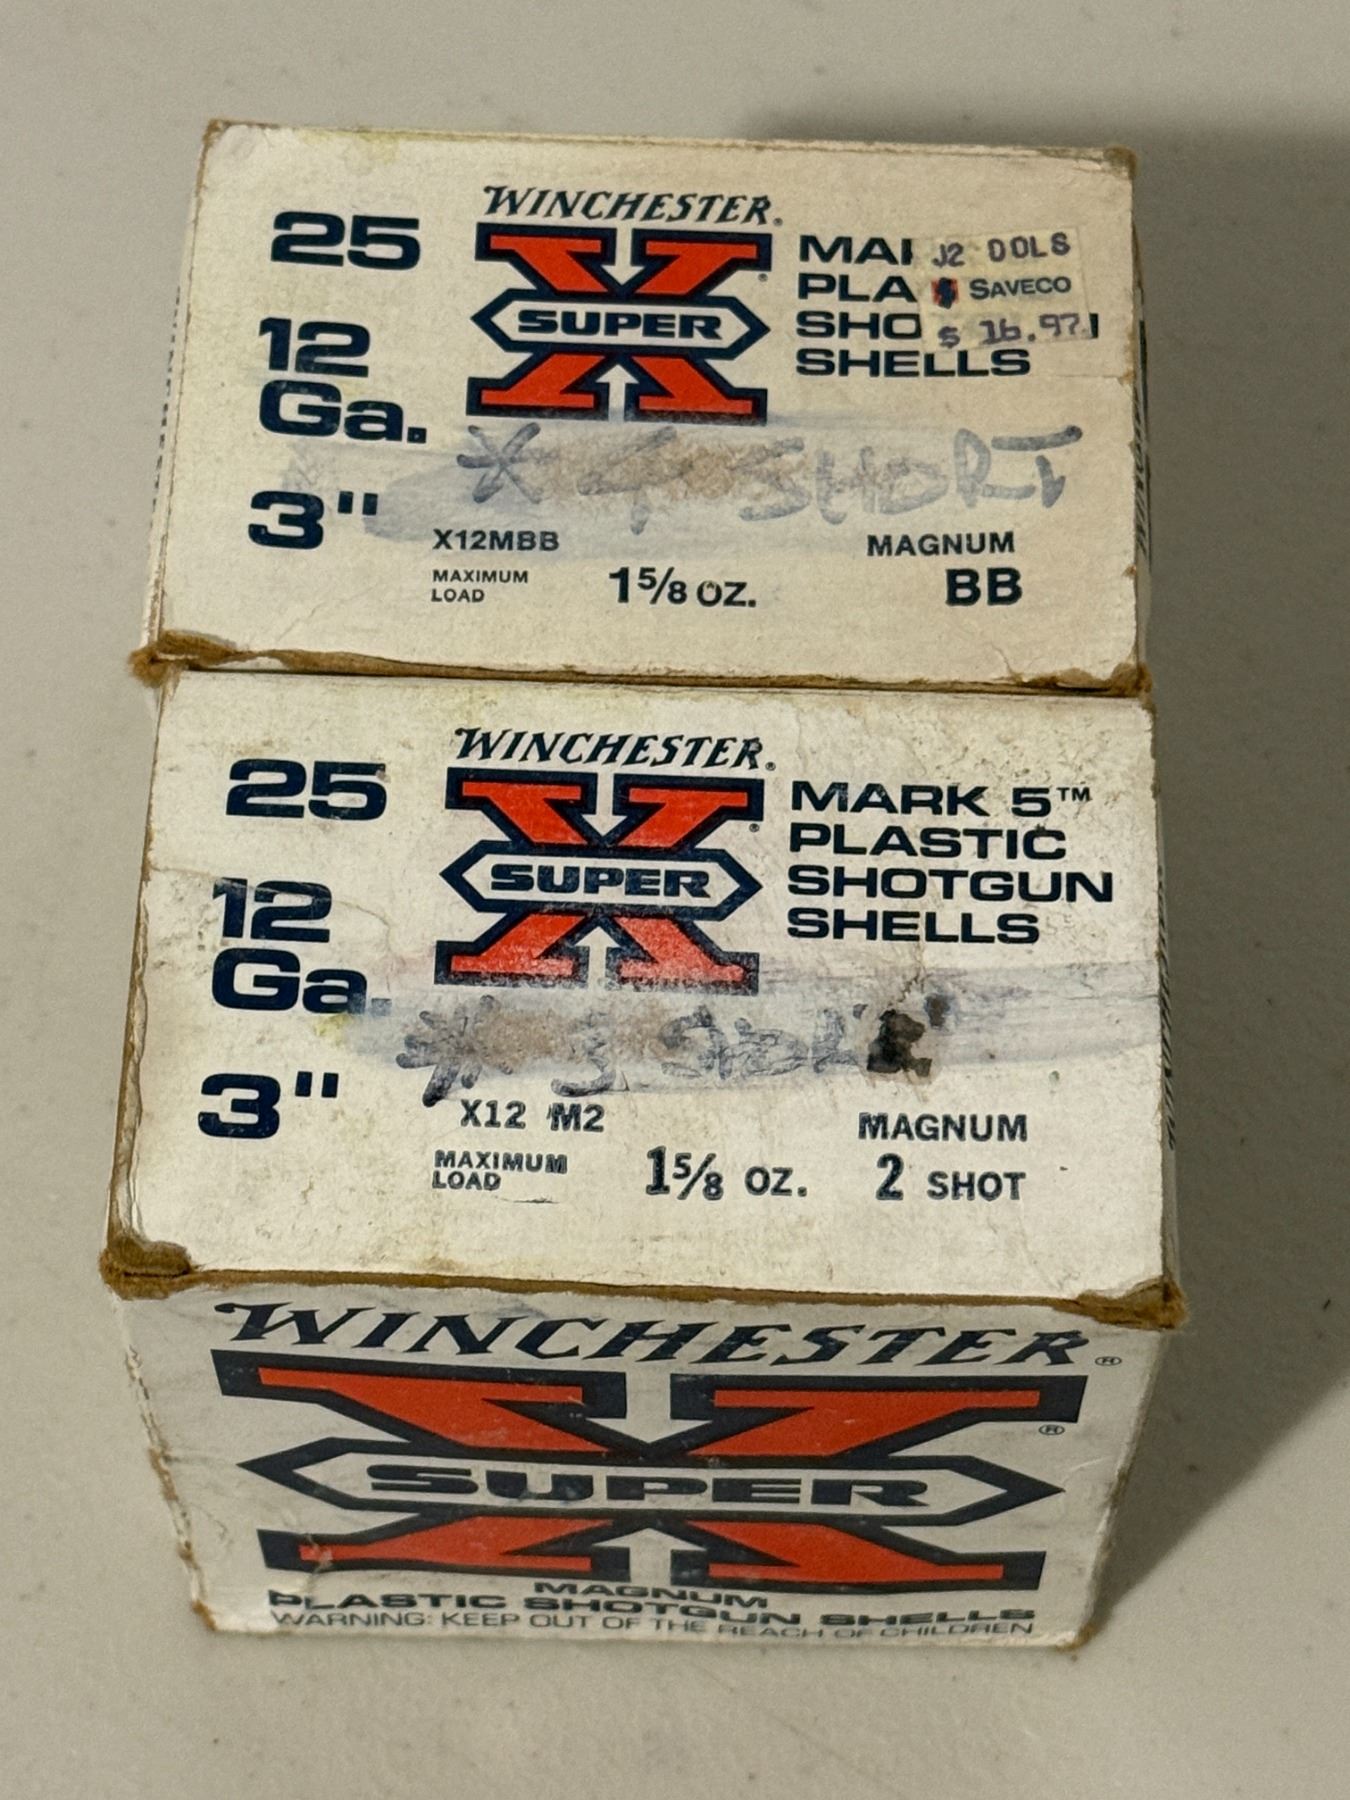 WINCHESTER®
25
X SUPER ®
J2 DOLS
SAVECO
$ 16.97
SHELLS
12
Ga.
* 4 SHORT
3"
X12MBB
MAGNUM
MAXIMUM
LOAD
1 5/8 OZ.
BB
WINCHESTER®
25
X SUPER ®
MARK 5™
PLASTIC
SHOTGUN
SHELLS
12
Ga.
3"
X12 M2
MAGNUM
MAXIMUM
LOAD
1 5/8 OZ.
2 SHOT
WINCHESTER®
X SUPER ®
MAGNUM
PLASTIC SHOTGUN SHELLS
WARNING: KEEP OUT OF THE REACH OF CHILDREN